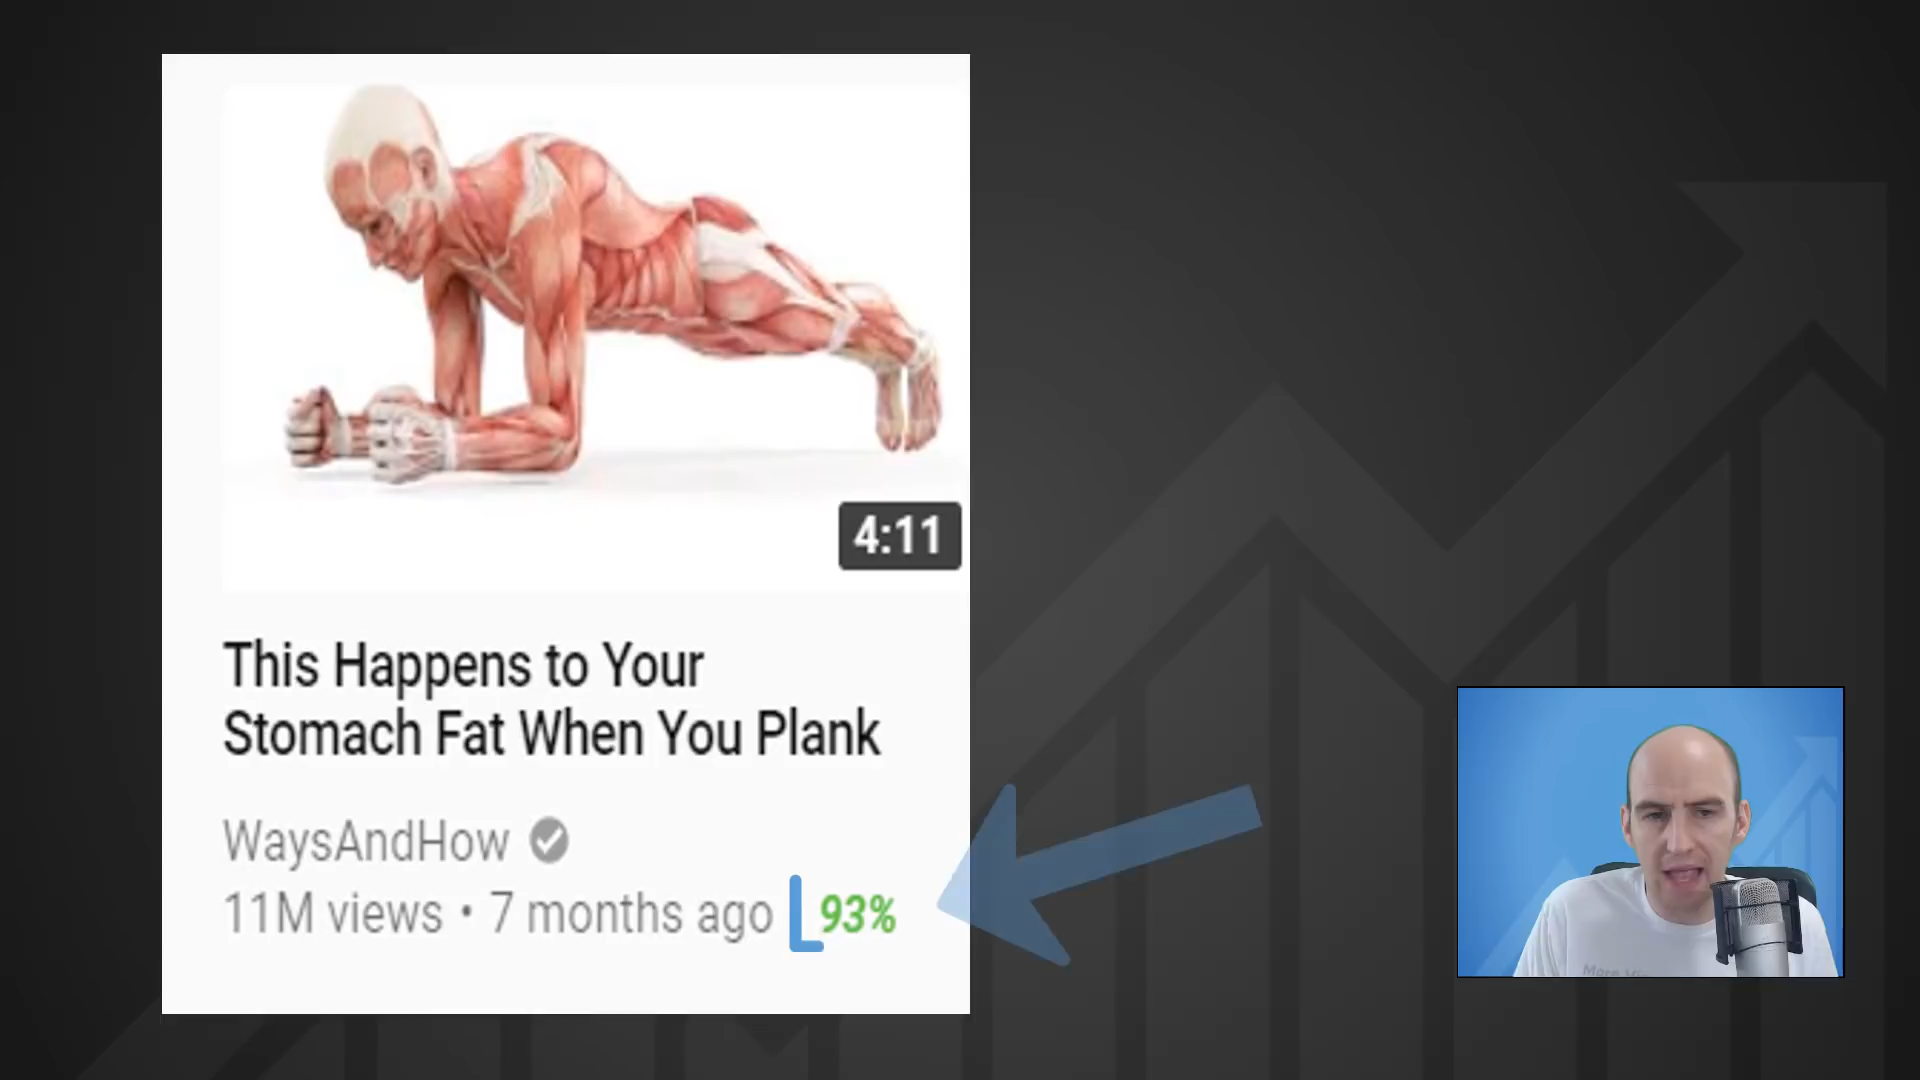 4:11
This Happens to Your
Stomach Fat When You Plank
WaysAndHow
11M views • 7 months ago 93%